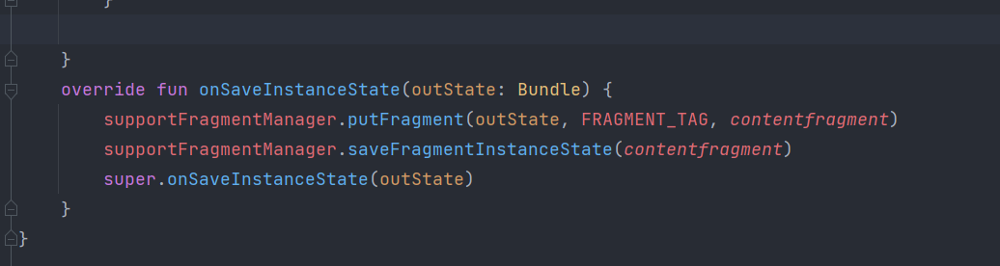 }
}
override fun onSaveInstanceState(outState: Bundle) {
supportFragmentManager.putFragment(outState, FRAGMENT_TAG, contentfragment)
supportFragmentManager.saveFragmentInstanceState(contentfragment)
super.onSaveInstanceState(outState)
}
}